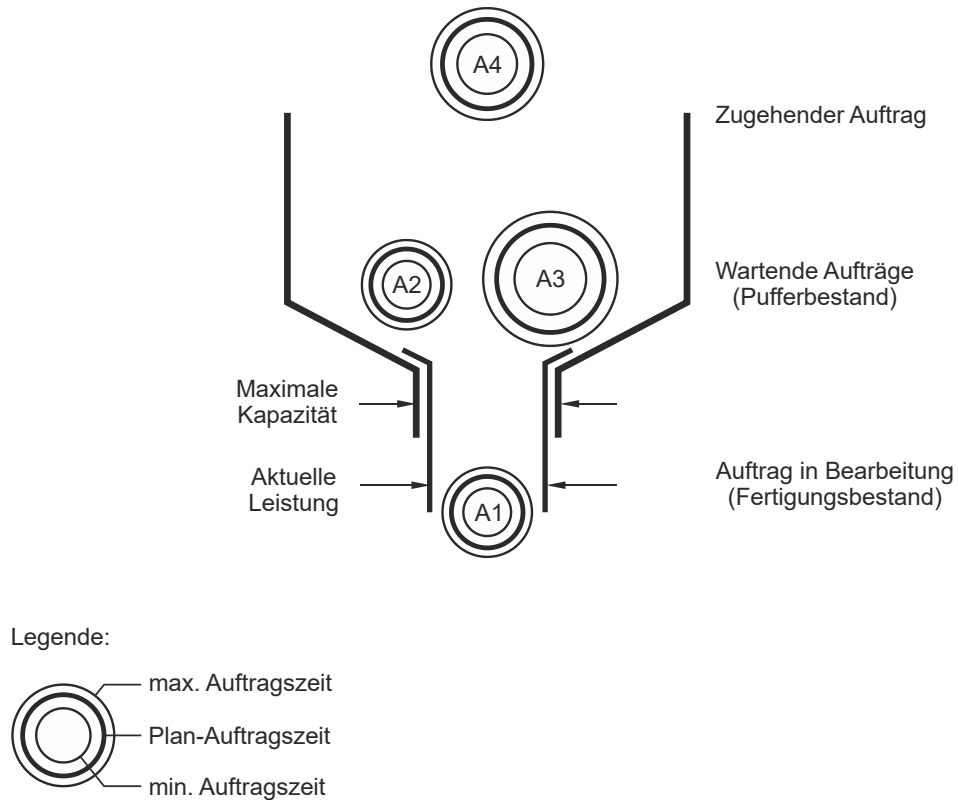 A4
Zugehender Auftrag
A2
A3
Wartende Aufträge
(Pufferbestand)
Maximale
Kapazität
Aktuelle
Leistung
A1
Auftrag in Bearbeitung
(Fertigungsbestand)
Legende:
max. Auftragszeit
Plan-Auftragszeit
min. Auftragszeit